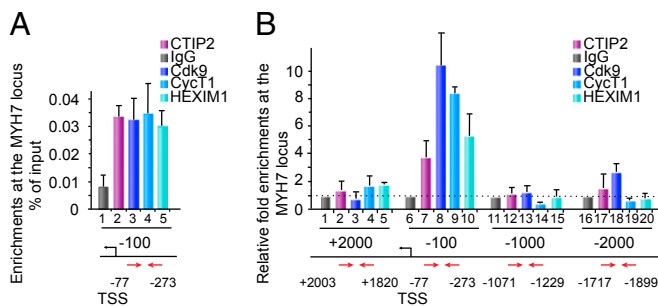 A
CTIP2
IgG
Cdk9
CycT1
HEXIM1
Enrichments at the MYH7 locus
% of input
0.04
0.03
0.02
0.01
0
1 2 3 4 5
-100
-77 -273
TSS
B
CTIP2
IgG
Cdk9
CycT1
HEXIM1
Relative fold enrichments at the
MYH7 locus
10
8
6
4
2
0
1 2 3 4 5 6 7 8 9 10 11 12 13 14 15 16 17 18 19 20
+2000 -100 -1000 -2000
+2003 +1820 -77 -273 -1071 -1229 -1717 -1899
TSS